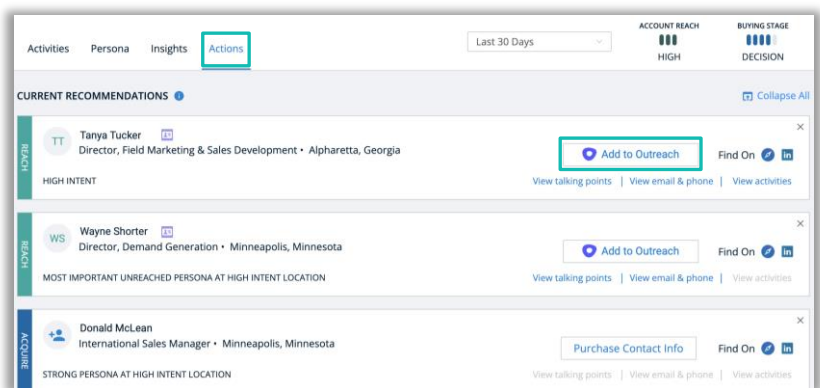 ACCOUNT REACH
BUYING STAGE
Activities Persona Insights Actions
Last 30 Days
HIGH
DECISION
CURRENT RECOMMENDATIONS
Collapse All
REACH
TT
Tanya Tucker
Director, Field Marketing & Sales Development • Alpharetta, Georgia
Add to Outreach
Find On
in
HIGH INTENT
View talking points | View email & phone | View activities
REACH
WS
Wayne Shorter
Director, Demand Generation • Minneapolis, Minnesota
Add to Outreach
Find On
in
MOST IMPORTANT UNREACHED PERSONA AT HIGH INTENT LOCATION
View talking points | View email & phone | View activities
ACQUIRE
Donald McLean
International Sales Manager • Minneapolis, Minnesota
Purchase Contact Info
Find On
in
STRONG PERSONA AT HIGH INTENT LOCATION
View talking points | View email & phone | View activities